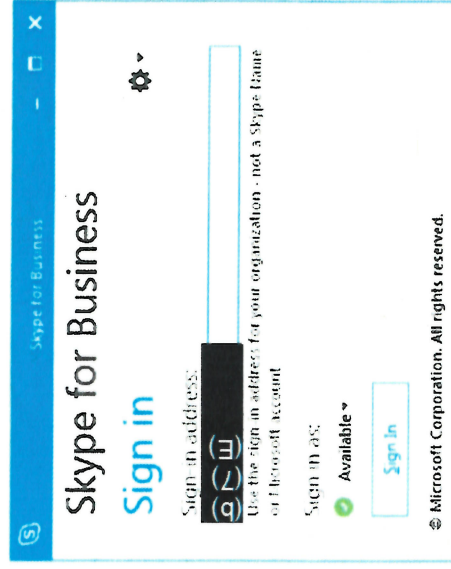 Skype for Business
Skype for Business
Sign in
Sign-in address:
(b)(7)(E)
Use the sign-in address for your organization - not a Skype Name
or Microsoft account
Sign in as:
Available
Sign In
© Microsoft Corporation. All rights reserved.